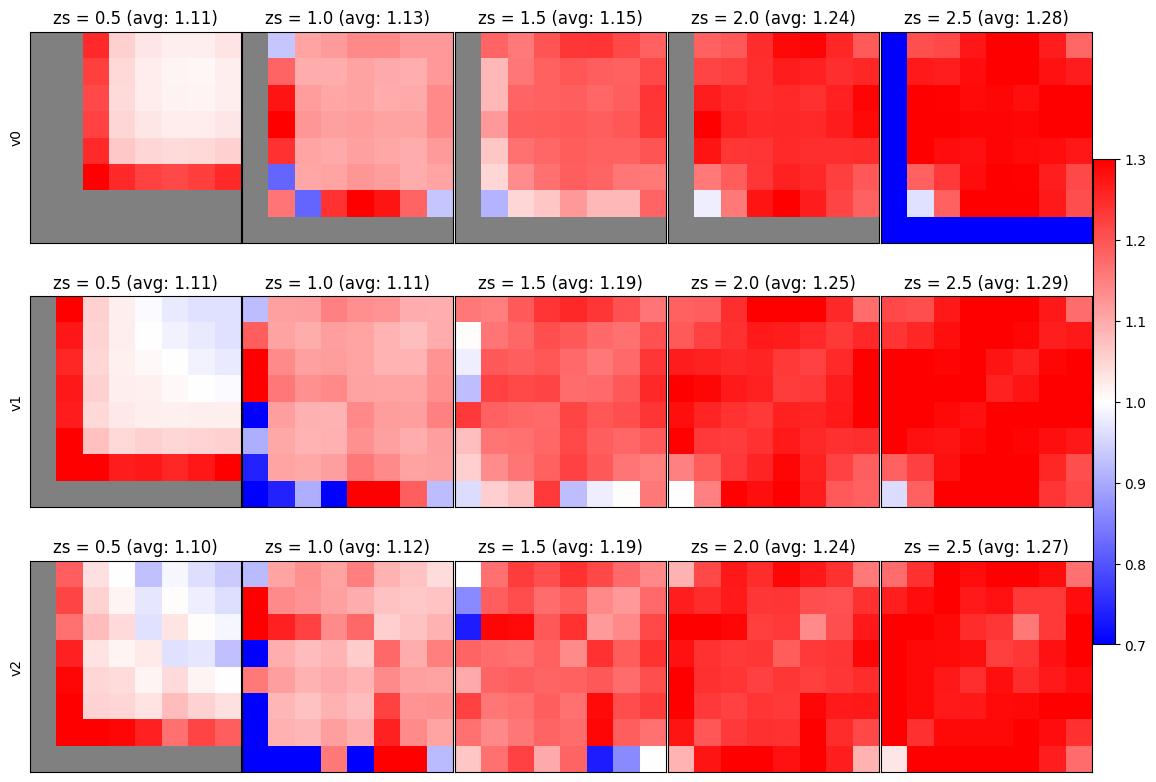 zs = 0.5 (avg: 1.11) zs = 1.0 (avg: 1.13) zs = 1.5 (avg: 1.15) zs = 2.0 (avg: 1.24) zs = 2.5 (avg: 1.28)
v0
zs = 0.5 (avg: 1.11) zs = 1.0 (avg: 1.11) zs = 1.5 (avg: 1.19) zs = 2.0 (avg: 1.25) zs = 2.5 (avg: 1.29)
v1
zs = 0.5 (avg: 1.10) zs = 1.0 (avg: 1.12) zs = 1.5 (avg: 1.19) zs = 2.0 (avg: 1.24) zs = 2.5 (avg: 1.27)
v2
1.3
1.2
1.1
1.0
0.9
0.8
0.7